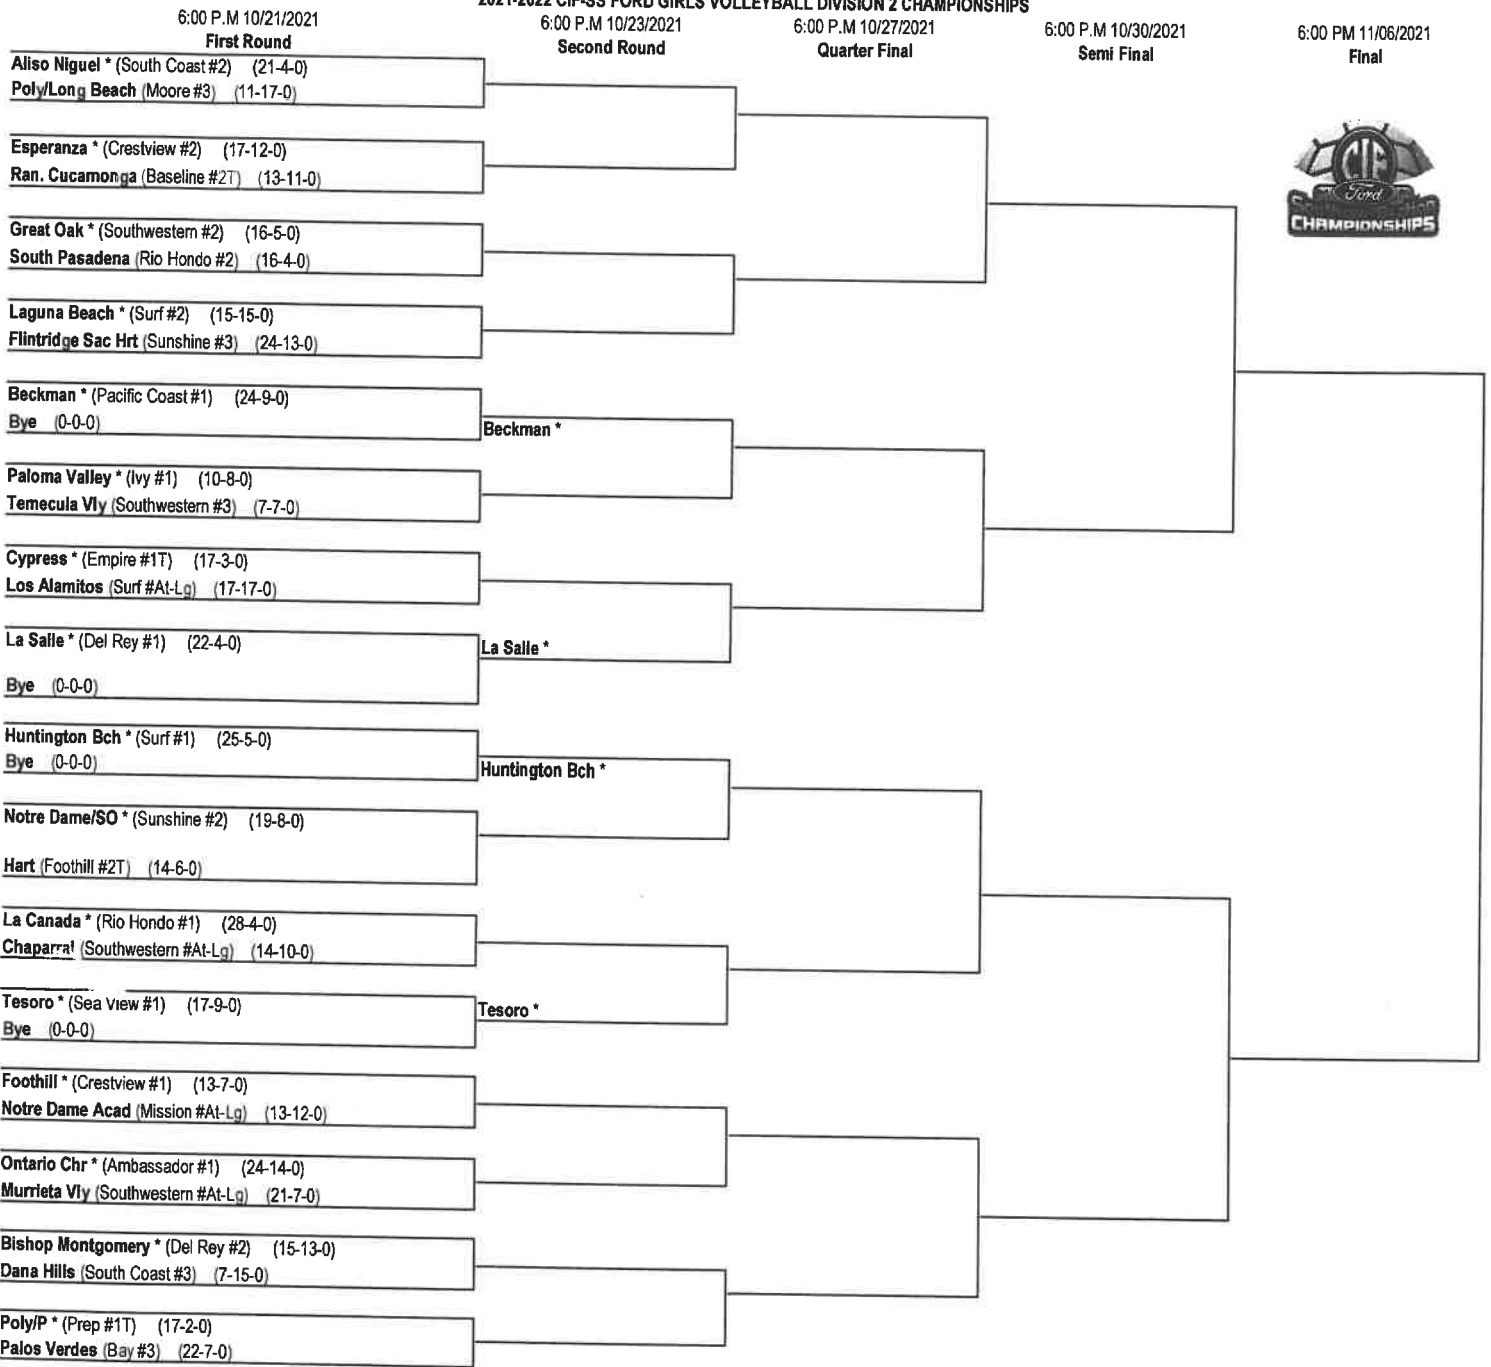 2021-2022 CIF-SS FORD GIRLS VOLLEYBALL DIVISION 2 CHAMPIONSHIPS
6:00 P.M 10/21/2021
First Round
6:00 P.M 10/23/2021
Second Round
6:00 P.M 10/27/2021
Quarter Final
6:00 P.M 10/30/2021
Semi Final
6:00 PM 11/06/2021
Final
CIF
Ford
CHAMPIONSHIPS
Aliso Niguel * (South Coast #2) (21-4-0)
Poly/Long Beach (Moore #3) (11-17-0)
Esperanza * (Crestview #2) (17-12-0)
Ran. Cucamonga (Baseline #2T) (13-11-0)
Great Oak * (Southwestern #2) (16-5-0)
South Pasadena (Rio Hondo #2) (16-4-0)
Laguna Beach * (Surf #2) (15-15-0)
Flintridge Sac Hrt (Sunshine #3) (24-13-0)
Beckman * (Pacific Coast #1) (24-9-0)
Bye (0-0-0)
Beckman *
Paloma Valley * (Ivy #1) (10-8-0)
Temecula Vly (Southwestern #3) (7-7-0)
Cypress * (Empire #1T) (17-3-0)
Los Alamitos (Surf #At-Lg) (17-17-0)
La Salle * (Del Rey #1) (22-4-0)
Bye (0-0-0)
La Salle *
Huntington Bch * (Surf #1) (25-5-0)
Bye (0-0-0)
Huntington Bch *
Notre Dame/SO * (Sunshine #2) (19-8-0)
Hart (Foothill #2T) (14-6-0)
La Canada * (Rio Hondo #1) (28-4-0)
Chaparral (Southwestern #At-Lg) (14-10-0)
Tesoro * (Sea View #1) (17-9-0)
Bye (0-0-0)
Tesoro *
Foothill * (Crestview #1) (13-7-0)
Notre Dame Acad (Mission #At-Lg) (13-12-0)
Ontario Chr * (Ambassador #1) (24-14-0)
Murrieta Vly (Southwestern #At-Lg) (21-7-0)
Bishop Montgomery * (Del Rey #2) (15-13-0)
Dana Hills (South Coast #3) (7-15-0)
Poly/P * (Prep #1T) (17-2-0)
Palos Verdes (Bay #3) (22-7-0)